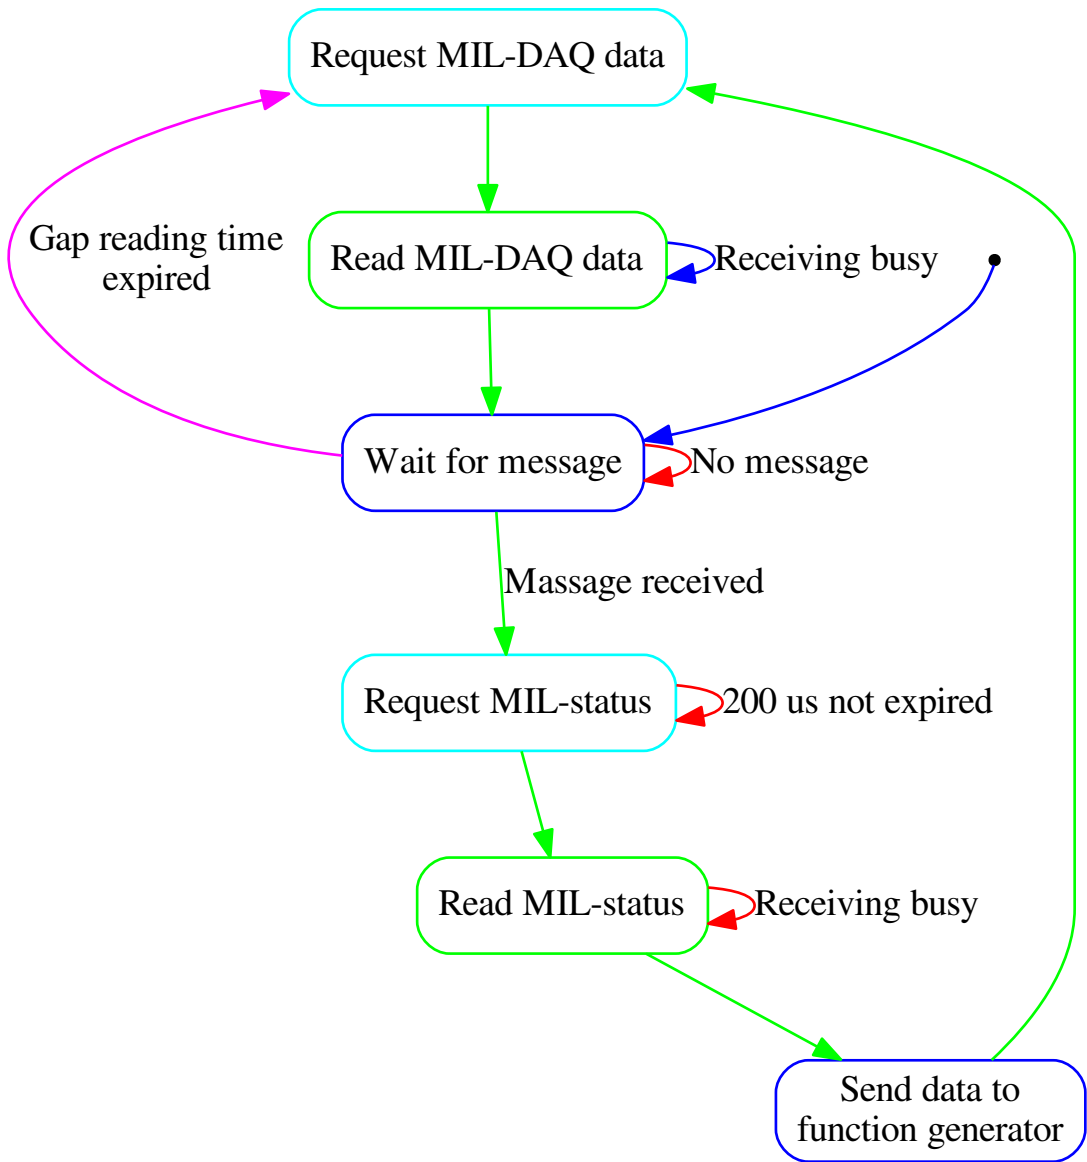 Request MIL-DAQ data
Gap reading time
expired
Read MIL-DAQ data
Receiving busy
Wait for message
No message
Massage received
Request MIL-status
200 us not expired
Read MIL-status
Receiving busy
Send data to
function generator